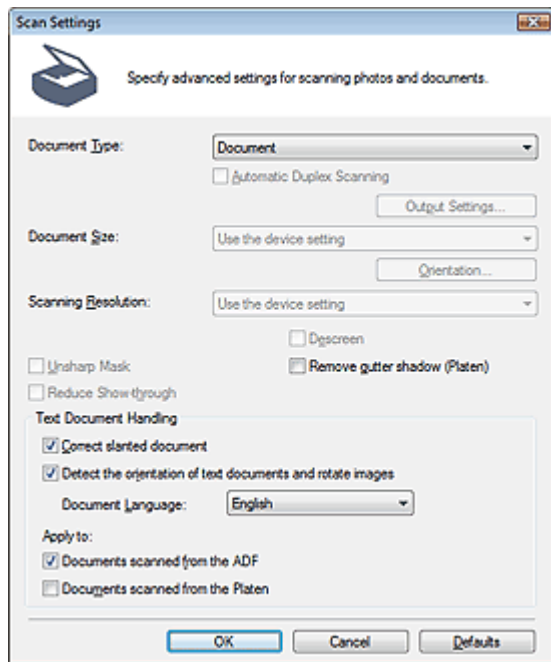 Scan Settings
Specify advanced settings for scanning photos and documents.
Document Type: Document
Automatic Duplex Scanning
Output Settings...
Document Size: Use the device setting
Orientation...
Scanning Resolution: Use the device setting
Descreen
Unsharp Mask Remove gutter shadow (Platen)
Reduce Show-through
Text Document Handling
Correct slanted document
Detect the orientation of text documents and rotate images
Document Language: English
Apply to:
Documents scanned from the ADF
Documents scanned from the Platen
OK Cancel Defaults